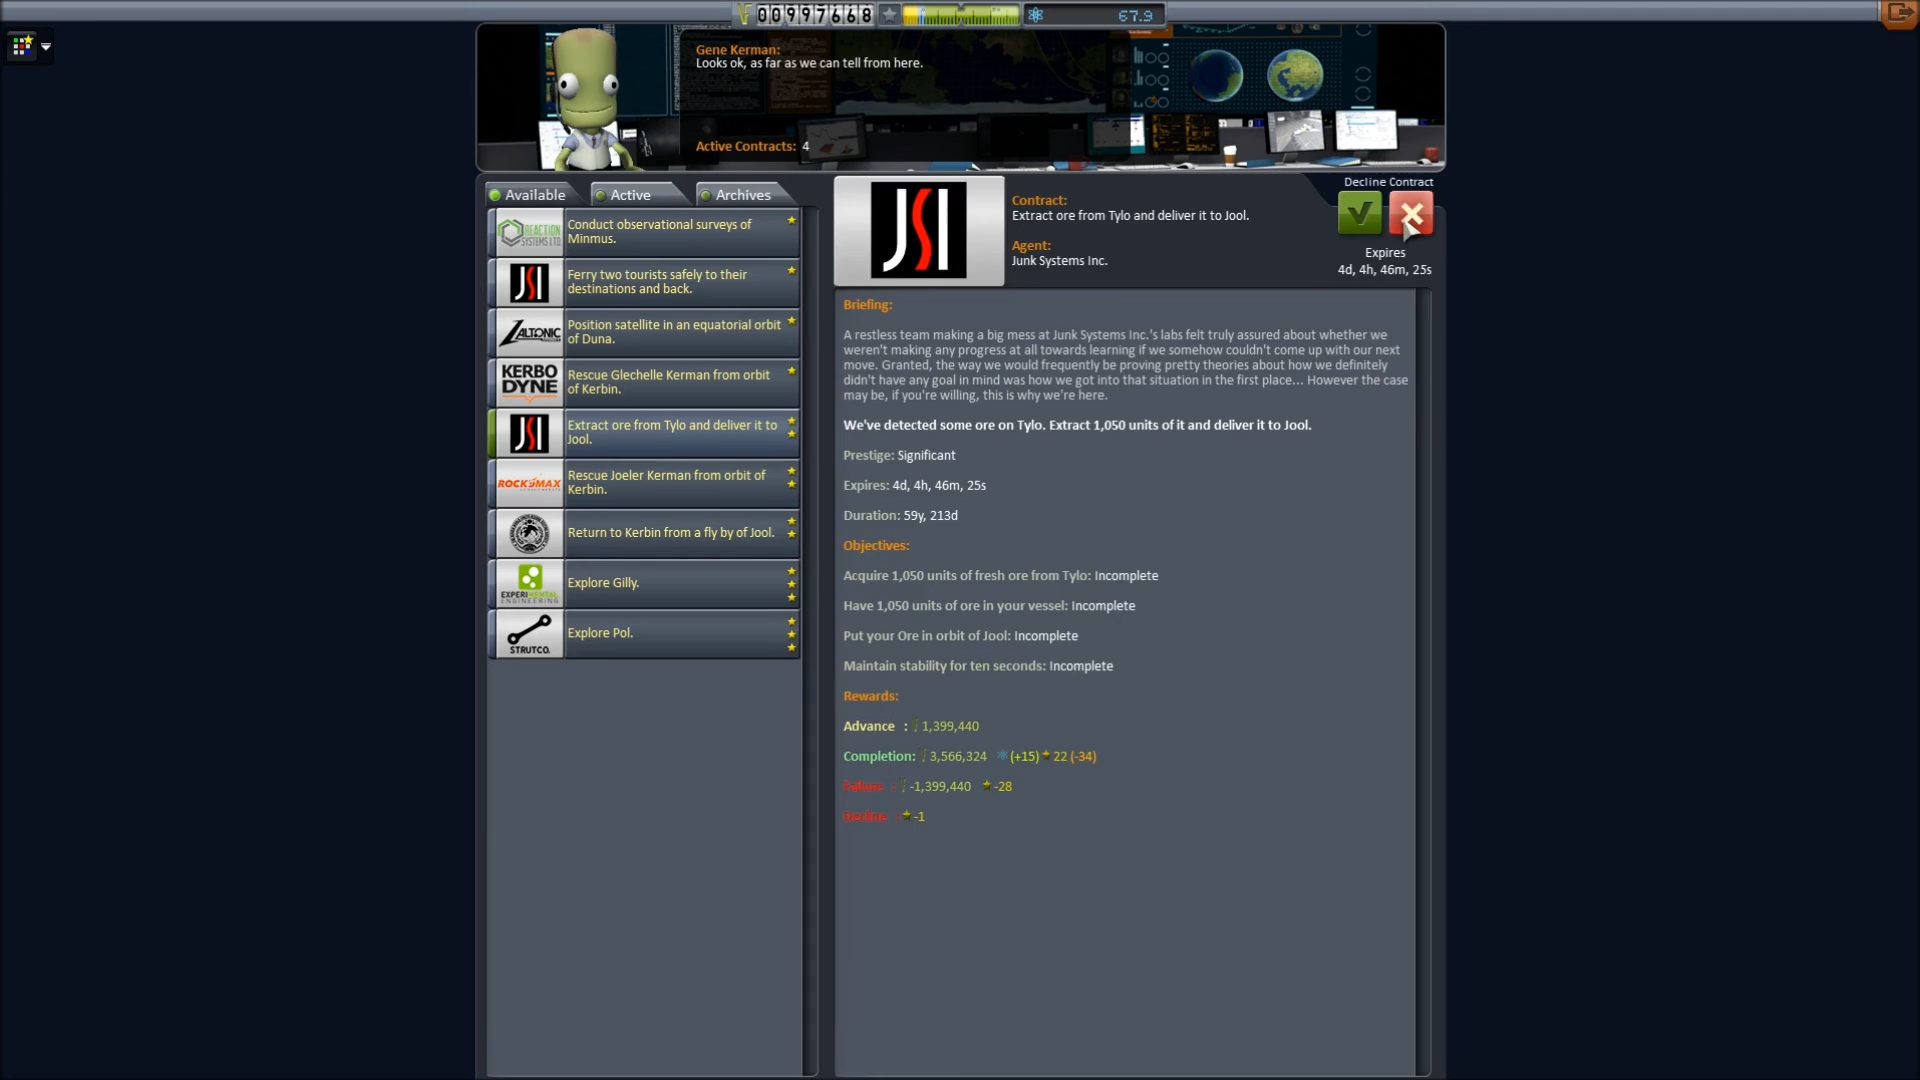 00997668
67.9
Gene Kerman:
Looks ok, as far as we can tell from here.
Active Contracts: 4
Available
Active
Archives
REACTION
SYSTEMS LTD.
Conduct observational surveys of
Minmus.
JSI
Ferry two tourists safely to their
destinations and back.
ZALTONIC
Position satellite in an equatorial orbit
of Duna.
KERBO
DYNE
Rescue Glechelle Kerman from orbit
of Kerbin.
JSI
Extract ore from Tylo and deliver it to
Jool.
ROCKOMAX
Rescue Joeler Kerman from orbit of
Kerbin.
Return to Kerbin from a fly by of Jool.
EXPERIMENTAL
ENGINEERING
Explore Gilly.
STRUTCO.
Explore Pol.
JSI
Contract:
Extract ore from Tylo and deliver it to Jool.
Agent:
Junk Systems Inc.
Decline Contract
Expires
4d, 4h, 46m, 25s
Briefing:
A restless team making a big mess at Junk Systems Inc.'s labs felt truly assured about whether we
weren't making any progress at all towards learning if we somehow couldn't come up with our next
move. Granted, the way we would frequently be proving pretty theories about how we definitely
didn't have any goal in mind was how we got into that situation in the first place... However the case
may be, if you're willing, this is why we're here.
We've detected some ore on Tylo. Extract 1,050 units of it and deliver it to Jool.
Prestige: Significant
Expires: 4d, 4h, 46m, 25s
Duration: 59y, 213d
Objectives:
Acquire 1,050 units of fresh ore from Tylo: Incomplete
Have 1,050 units of ore in your vessel: Incomplete
Put your Ore in orbit of Jool: Incomplete
Maintain stability for ten seconds: Incomplete
Rewards:
Advance : 1,399,440
Completion: 3,566,324 (+15) 22 (-34)
Failure : -1,399,440 -28
Decline : -1